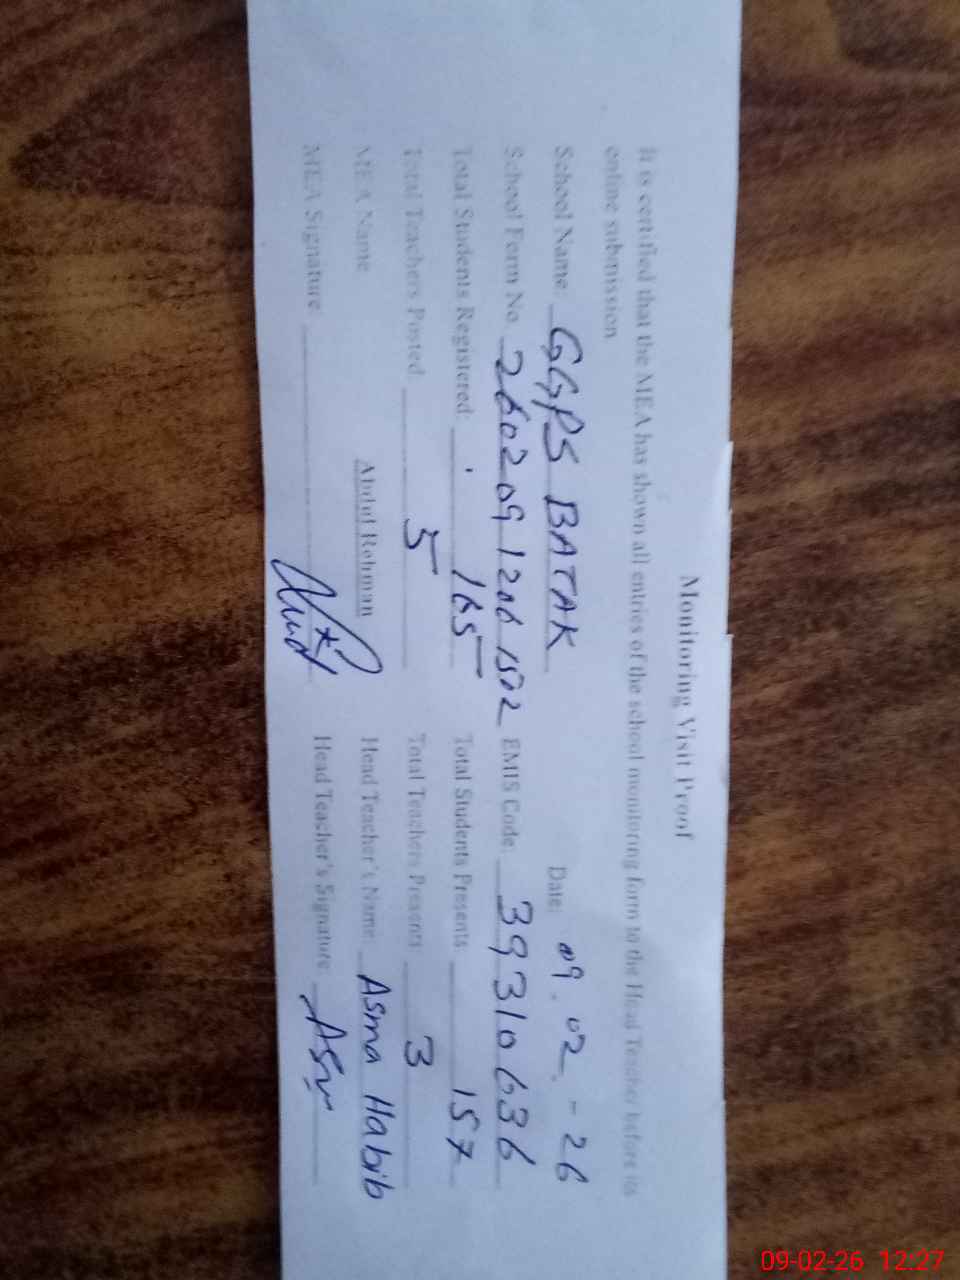 Monitoring Visit Proof
It is certified that the MEA has shown all entries of the school monitoring form to the Head Teacher before its
online submission
School Name: GGPS BATAK Date: 09.02-26
School Form No. 260209 1206 1502 EMIS Code: 39310636
Total Students Registered: 165 Total Students Presents: 157
Total Teachers Posted: 5 Total Teachers Presents: 3
MEA Name Abdul Rehman Head Teacher's Name: Asma Habib
MEA Signature: Head Teacher's Signature:
09-02-26 12:27